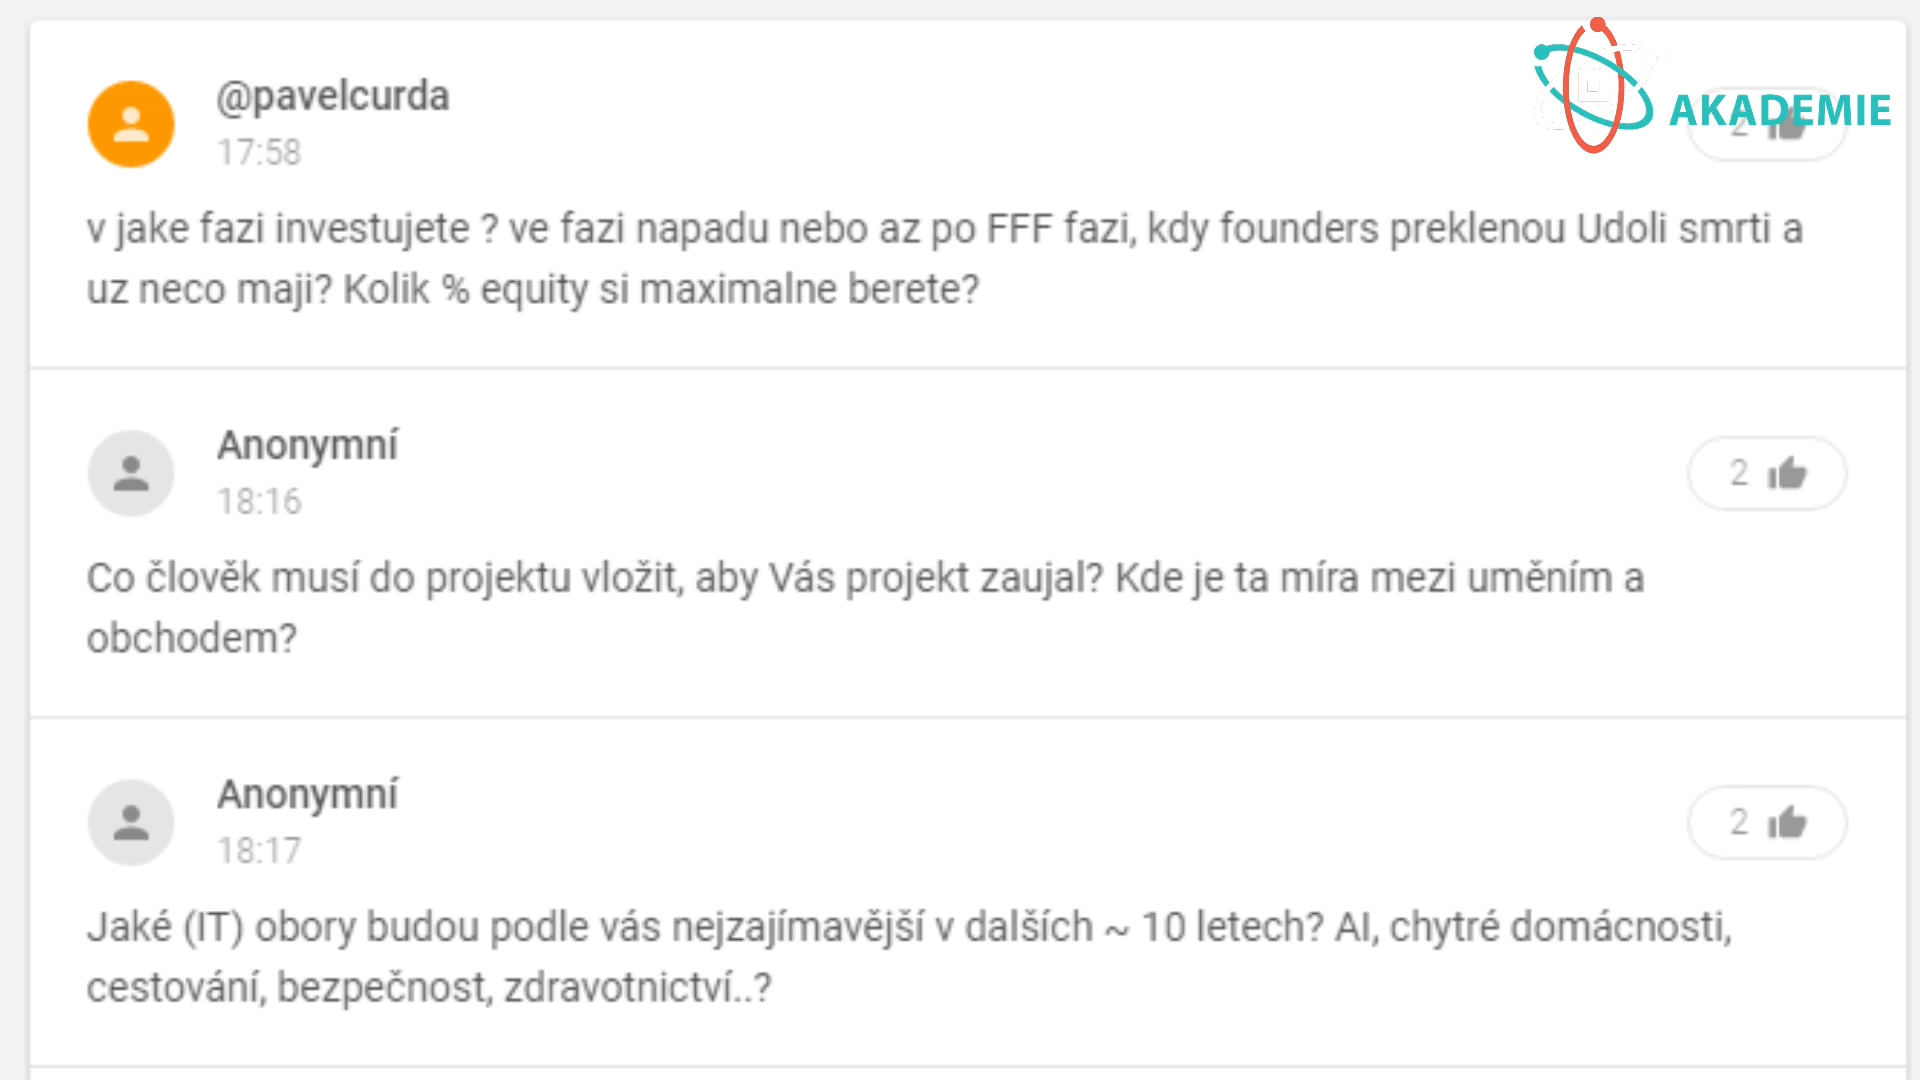 @pavelcurda
17:58
AKADEMIE
2
v jake fazi investujete ? ve fazi napadu nebo az po FFF fazi, kdy founders preklenou Udoli smrti a
uz neco maji? Kolik % equity si maximalne berete?
Anonymní
18:16
2
Co člověk musí do projektu vložit, aby Vás projekt zaujal? Kde je ta míra mezi uměním a
obchodem?
Anonymní
18:17
2
Jaké (IT) obory budou podle vás nejzajímavější v dalších ~ 10 letech? AI, chytré domácnosti,
cestování, bezpečnost, zdravotnictví..?